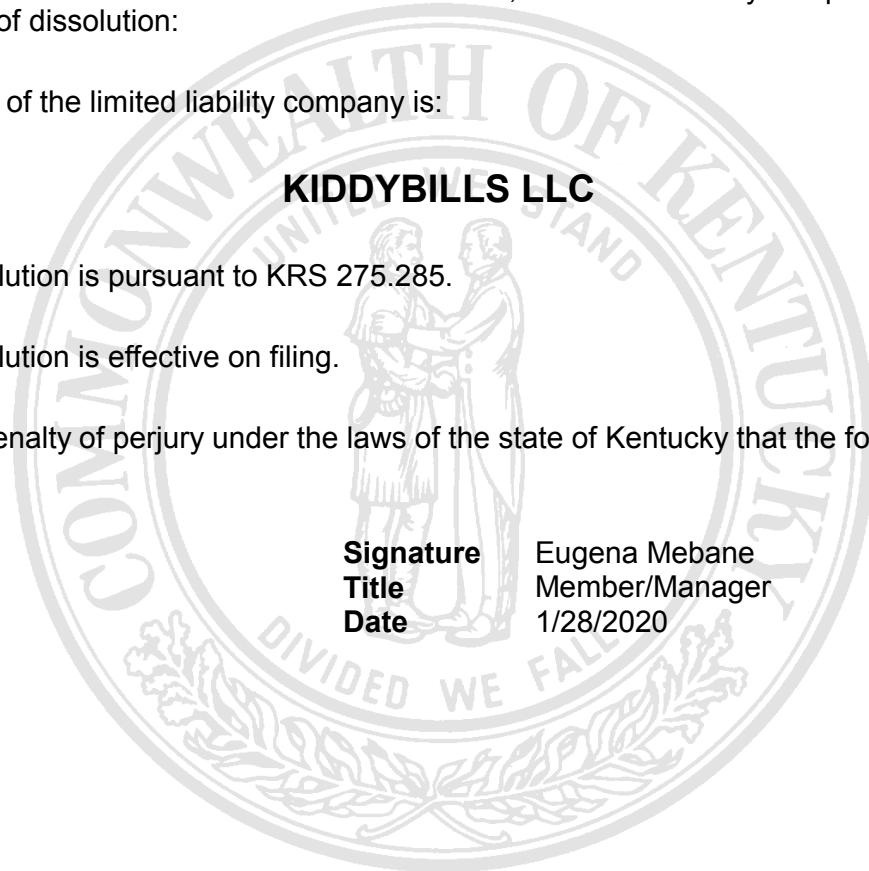 of dissolution:
of the limited liability company is:
KIDDYBILLS LLC
lution is pursuant to KRS 275.285.
lution is effective on filing.
enalty of perjury under the laws of the state of Kentucky that the fo
Signature Eugena Mebane
Title Member/Manager
Date 1/28/2020
COMMONWEALTH OF KENTUCKY
UNITED WE STAND
DIVIDED WE FALL